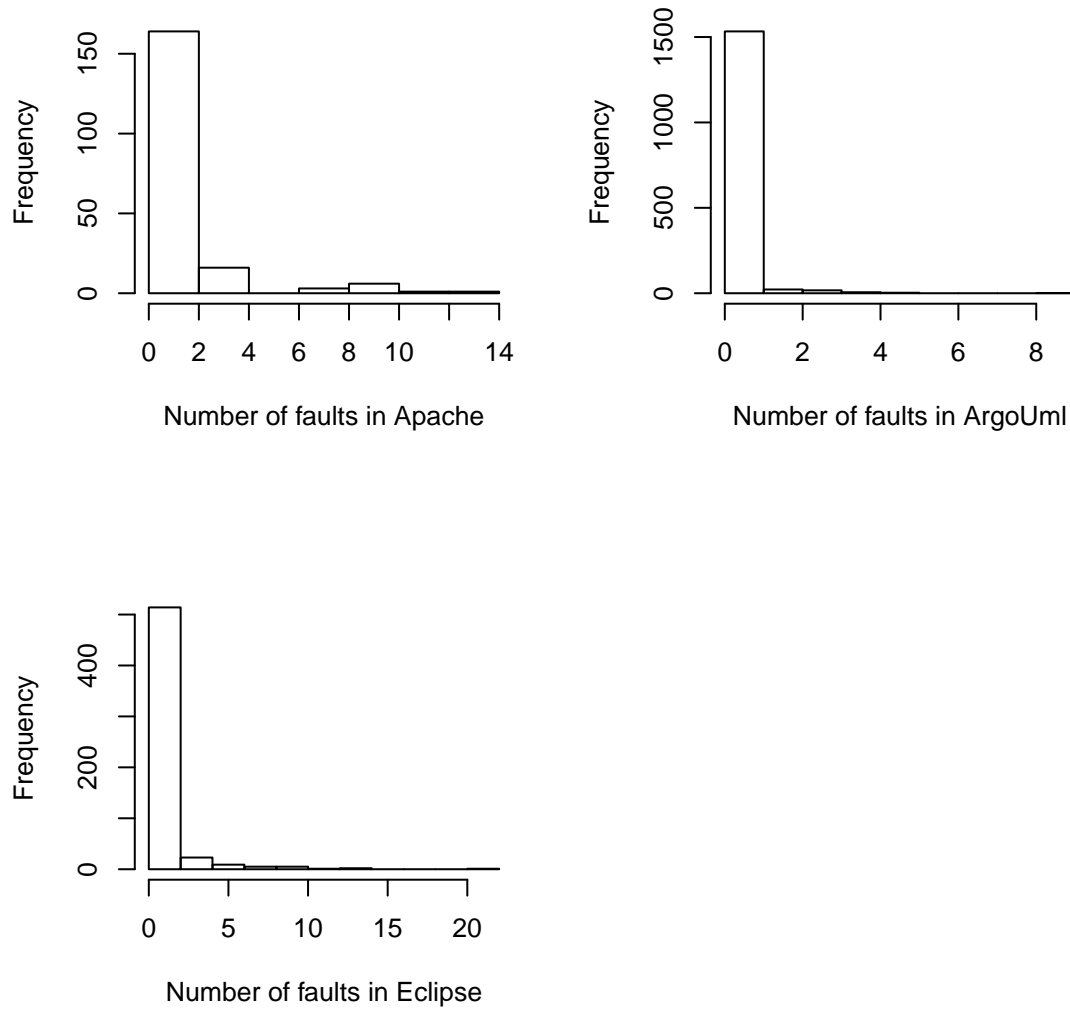 Frequency
150
100
50
0
0 2 4 6 8 10 14
Number of faults in Apache
Frequency
1500
1000
500
0
0 2 4 6 8
Number of faults in ArgoUml
Frequency
400
200
0
0 5 10 15 20
Number of faults in Eclipse